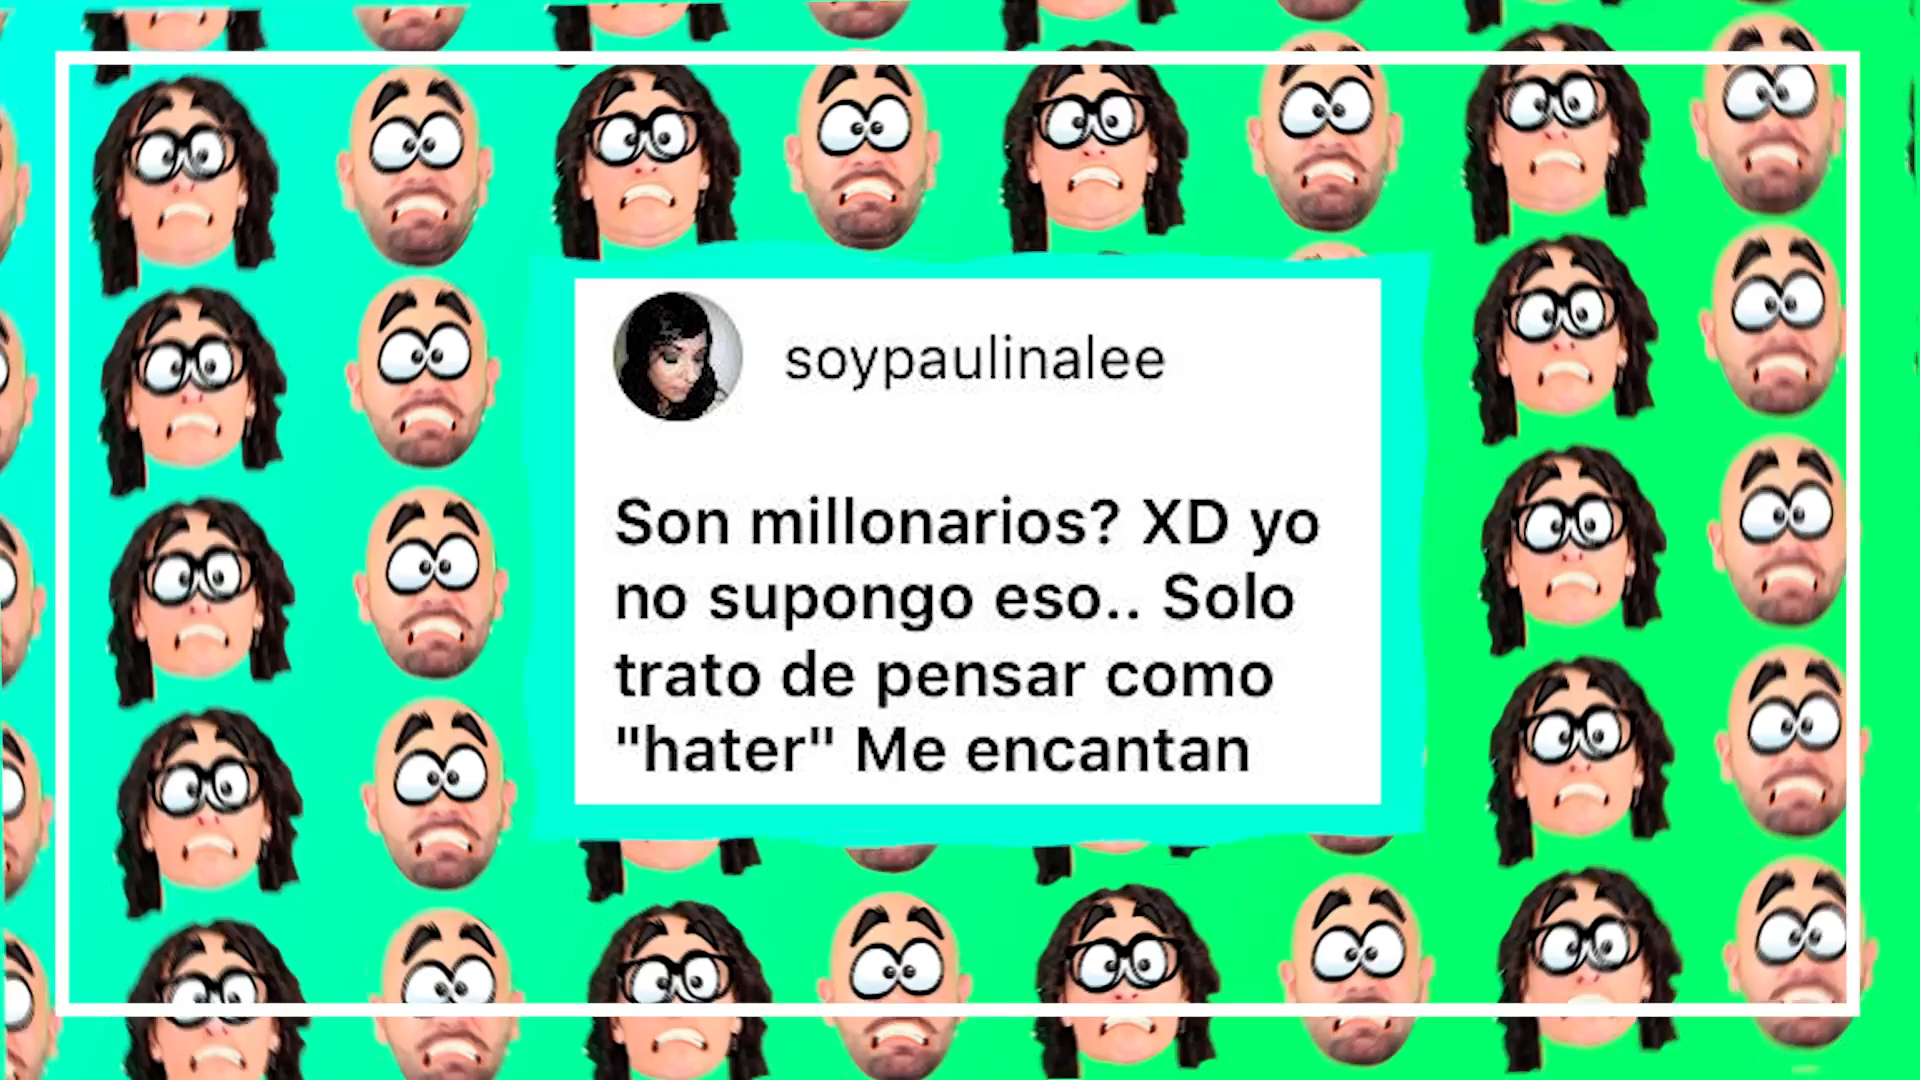 soypaulinalee
Son millonarios? XD yo
no supongo eso.. Solo
trato de pensar como
"hater" Me encantan